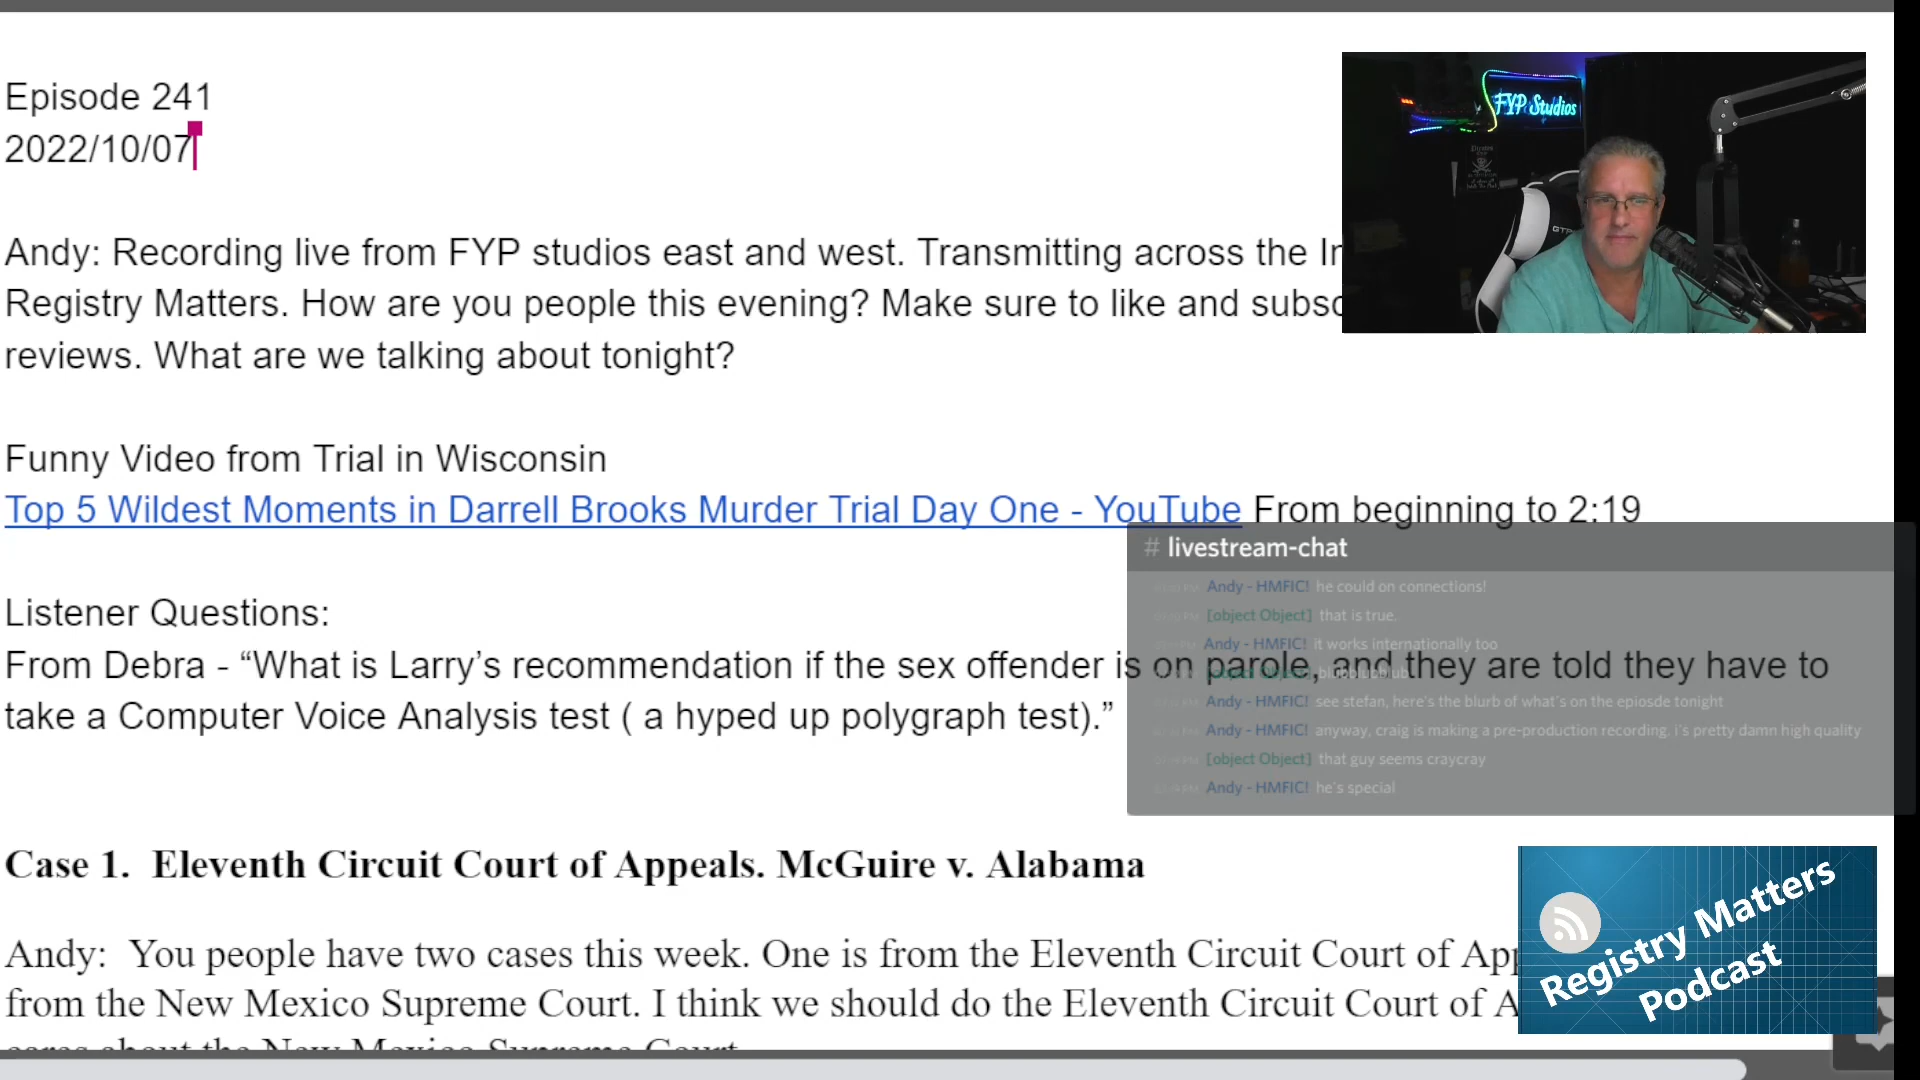 Episode 241
2022/10/07
FYP Studios
Andy: Recording live from FYP studios east and west. Transmitting across the In
Registry Matters. How are you people this evening? Make sure to like and subsc
reviews. What are we talking about tonight?
Funny Video from Trial in Wisconsin
Top 5 Wildest Moments in Darrell Brooks Murder Trial Day One - YouTube From beginning to 2:19
Listener Questions:
From Debra - “What is Larry’s recommendation if the sex offender is on parole, and they are told they have to
take a Computer Voice Analysis test ( a hyped up polygraph test).”
# livestream-chat
Andy - HMFIC! he could on connections!
[object Object] that is true.
Andy - HMFIC! it works internationally too
Andy - HMFIC! see stefan, here's the blurb of what's on the epiosde tonight
Andy - HMFIC! anyway, craig is making a pre-production recording. i's pretty damn high quality
[object Object] that guy seems craycray
Andy - HMFIC! he's special
Case 1. Eleventh Circuit Court of Appeals. McGuire v. Alabama
Andy: You people have two cases this week. One is from the Eleventh Circuit Court of App
from the New Mexico Supreme Court. I think we should do the Eleventh Circuit Court of A
cares about the New Mexico Supreme Court
Registry Matters
Podcast